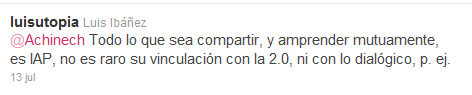 luisutopia Luis Ibáñez
@Achinech Todo lo que sea compartir, y amprender mutuamente,
es IAP, no es raro su vinculación con la 2.0, ni con lo dialógico, p. ej.
13 jul